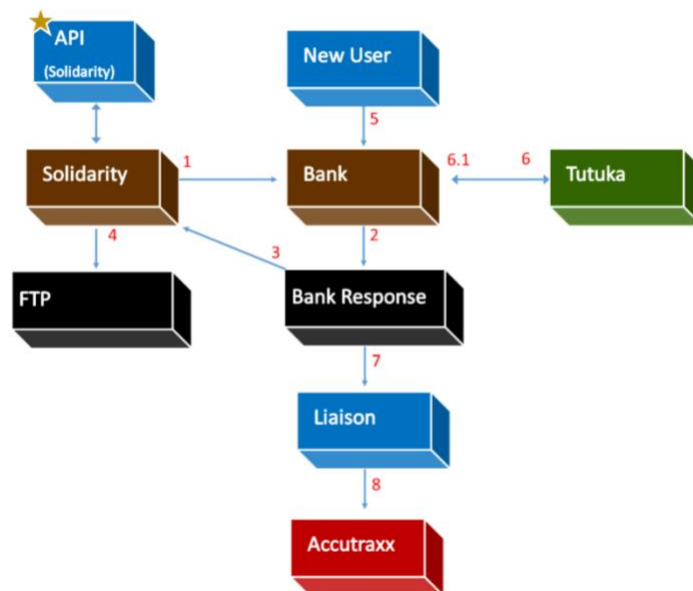 API
(Solidarity)
New User
5
Solidarity
1
Bank
6.1
6
Tutuka
4
3
2
FTP
Bank Response
7
Liaison
8
Accutraxx